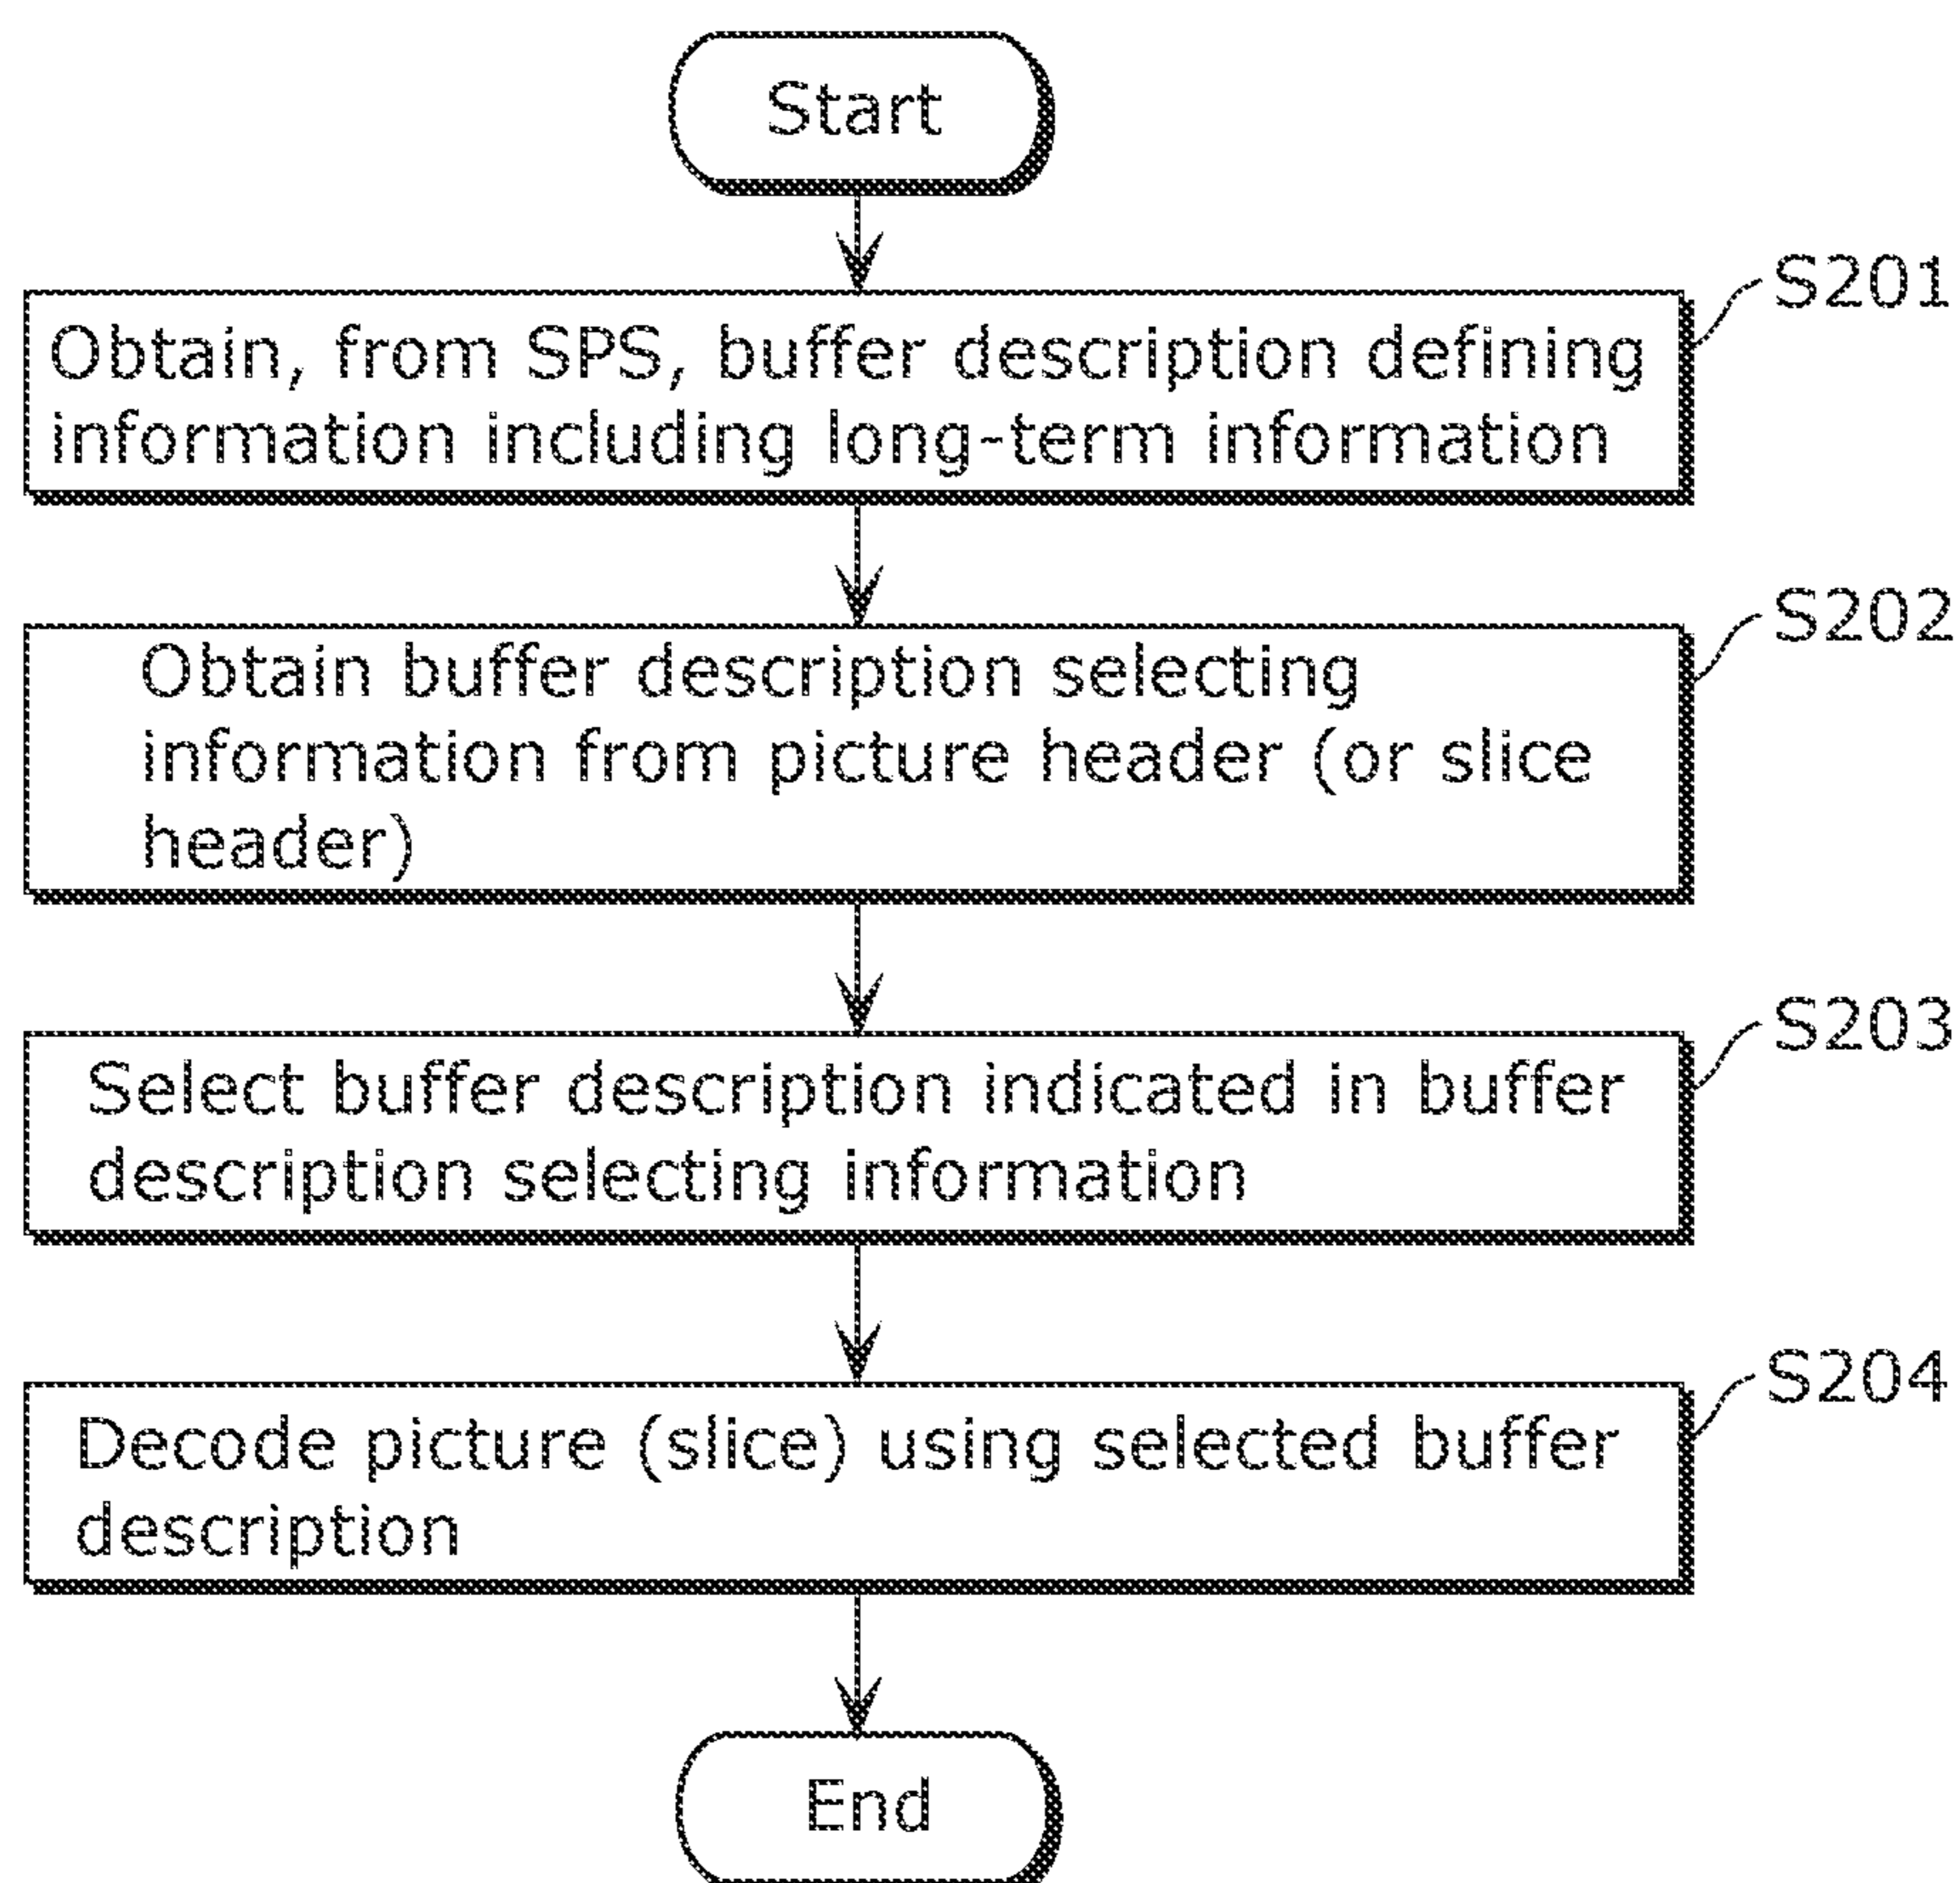 Start
S201
Obtain, from SPS, buffer description defining
information including long-term information
S202
Obtain buffer description selecting
information from picture header (or slice
header)
S203
Select buffer description indicated in buffer
description selecting information
S204
Decode picture (slice) using selected buffer
description
End